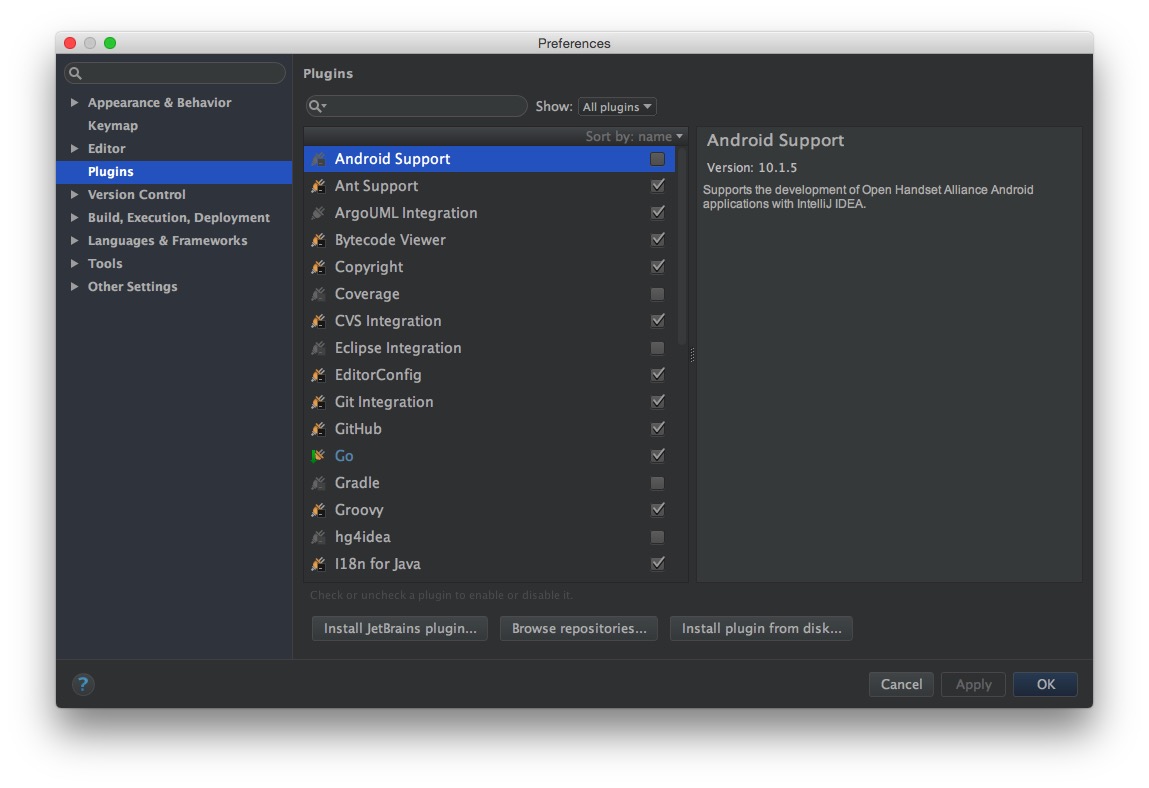 Preferences
Appearance & Behavior
Keymap
Editor
Plugins
Version Control
Build, Execution, Deployment
Languages & Frameworks
Tools
Other Settings
Plugins
Show: All plugins
Sort by: name
Android Support
Ant Support
ArgoUML Integration
Bytecode Viewer
Copyright
Coverage
CVS Integration
Eclipse Integration
EditorConfig
Git Integration
GitHub
Go
Gradle
Groovy
hg4idea
I18n for Java
Check or uncheck a plugin to enable or disable it.
Install JetBrains plugin... Browse repositories... Install plugin from disk...
Android Support
Version: 10.1.5
Supports the development of Open Handset Alliance Android
applications with IntelliJ IDEA.
? Cancel Apply OK